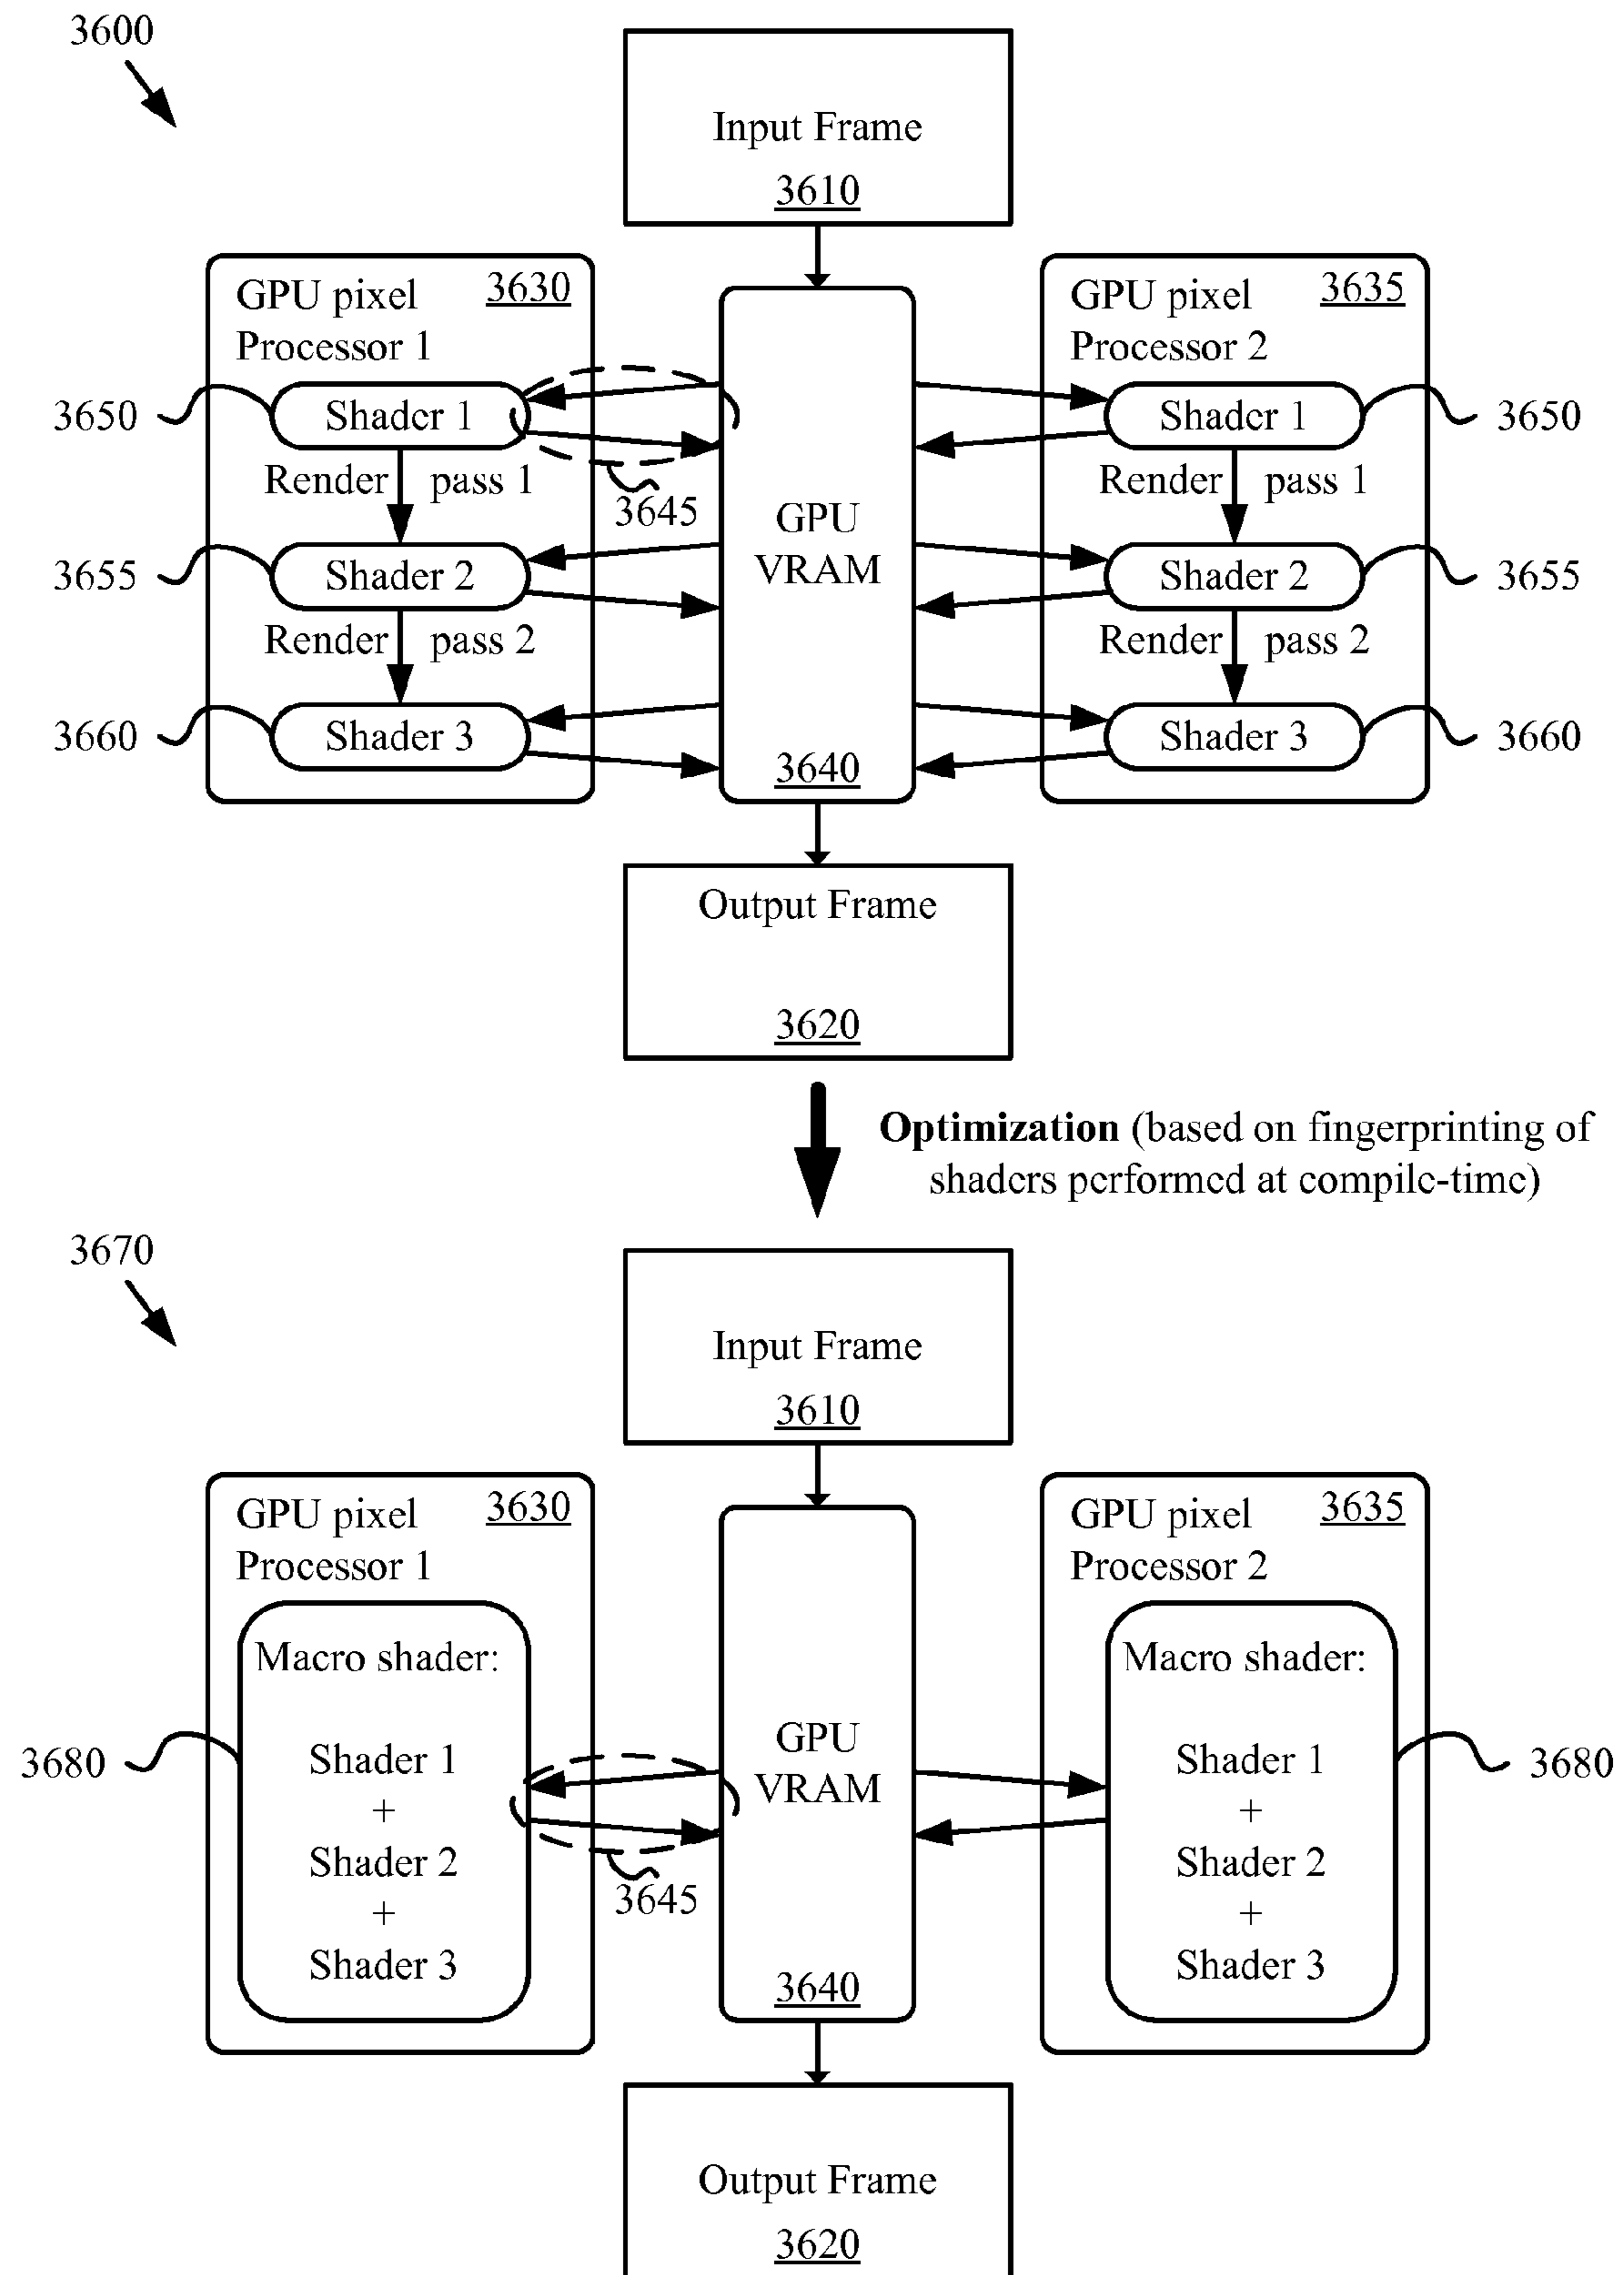 3600
Input Frame
3610
GPU pixel
Processor 1
3630
GPU pixel
Processor 2
3635
3650
Shader 1
Shader 1
3650
Render pass 1
3645
Render pass 1
GPU
VRAM
3655
Shader 2
Shader 2
3655
Render pass 2
Render pass 2
3660
Shader 3
3640
Shader 3
3660
Output Frame
3620
Optimization (based on fingerprinting of
shaders performed at compile-time)
3670
Input Frame
3610
GPU pixel
Processor 1
3630
GPU pixel
Processor 2
3635
Macro shader:
Shader 1
+
Shader 2
+
Shader 3
3680
3645
GPU
VRAM
3640
Macro shader:
Shader 1
+
Shader 2
+
Shader 3
3680
Output Frame
3620